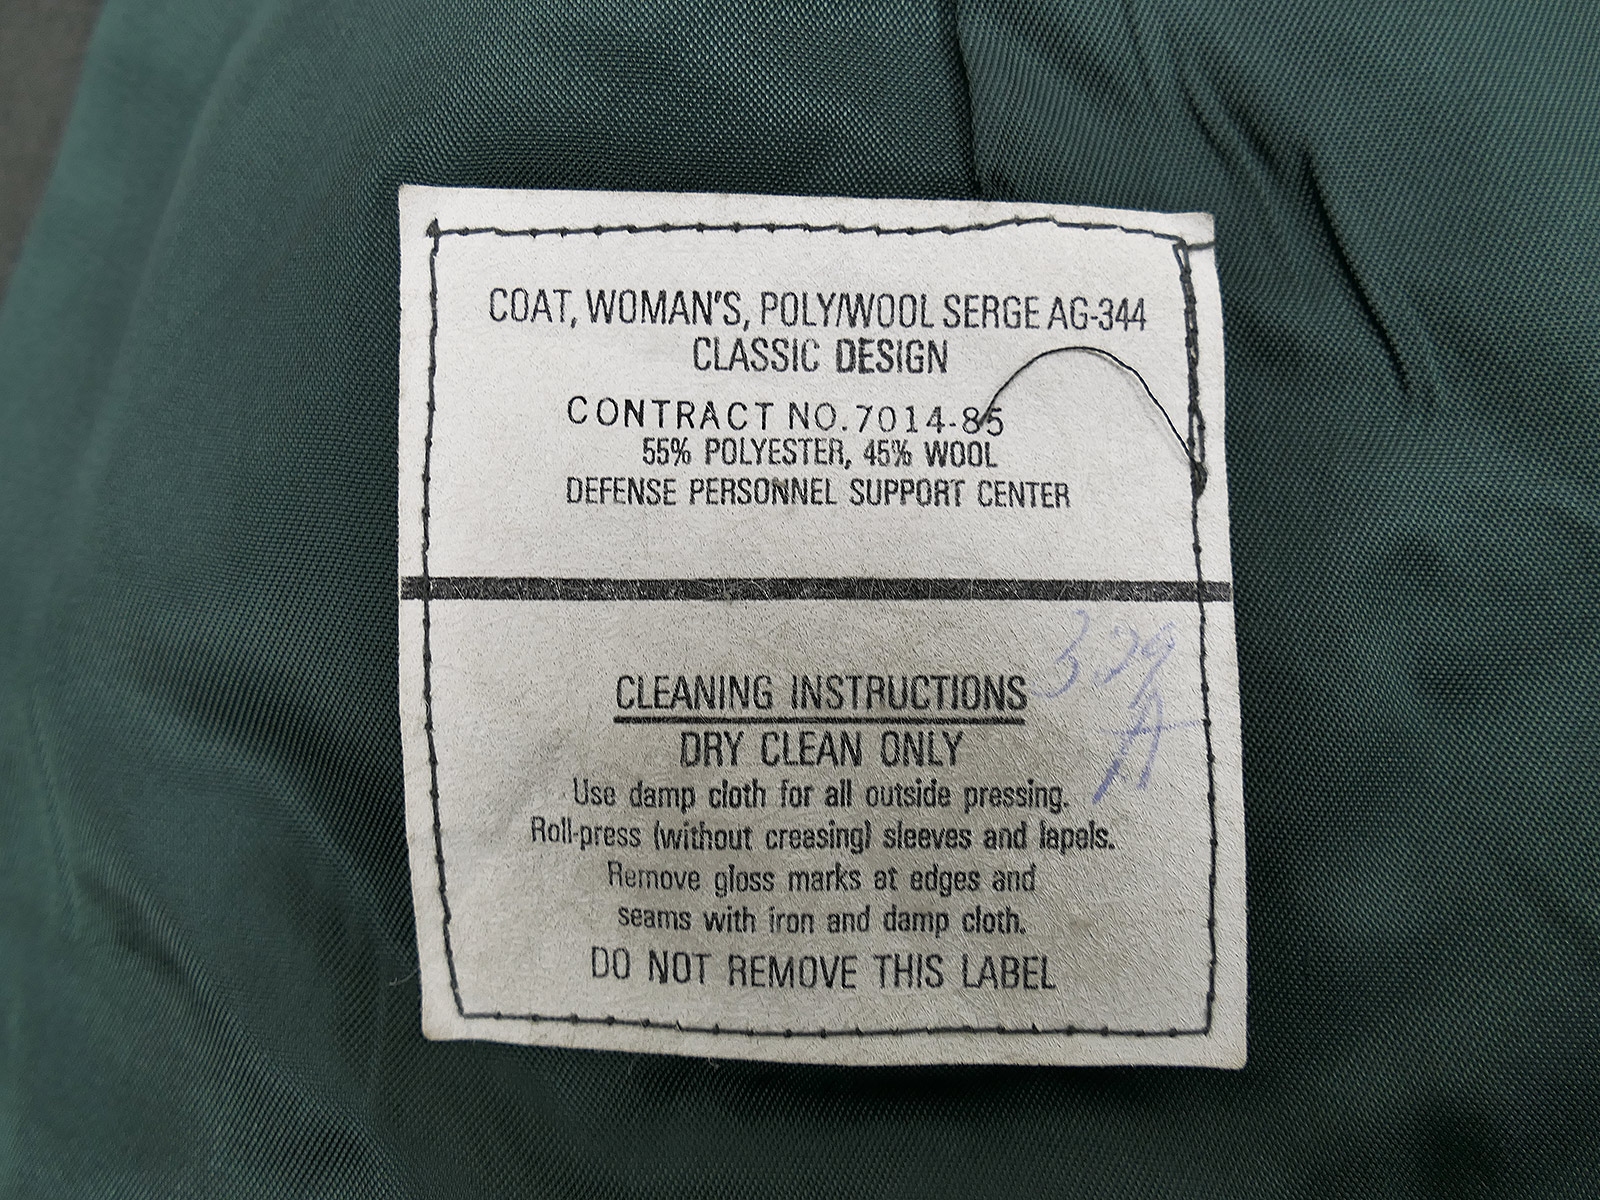 COAT, WOMAN'S, POLY/WOOL SERGE AG-344
CLASSIC DESIGN
CONTRACT NO. 7014-85
55% POLYESTER, 45% WOOL
DEFENSE PERSONNEL SUPPORT CENTER
CLEANING INSTRUCTIONS
DRY CLEAN ONLY
Use damp cloth for all outside pressing.
Roll-press (without creasing) sleeves and lapels.
Remove gloss marks at edges and
seams with iron and damp cloth.
DO NOT REMOVE THIS LABEL